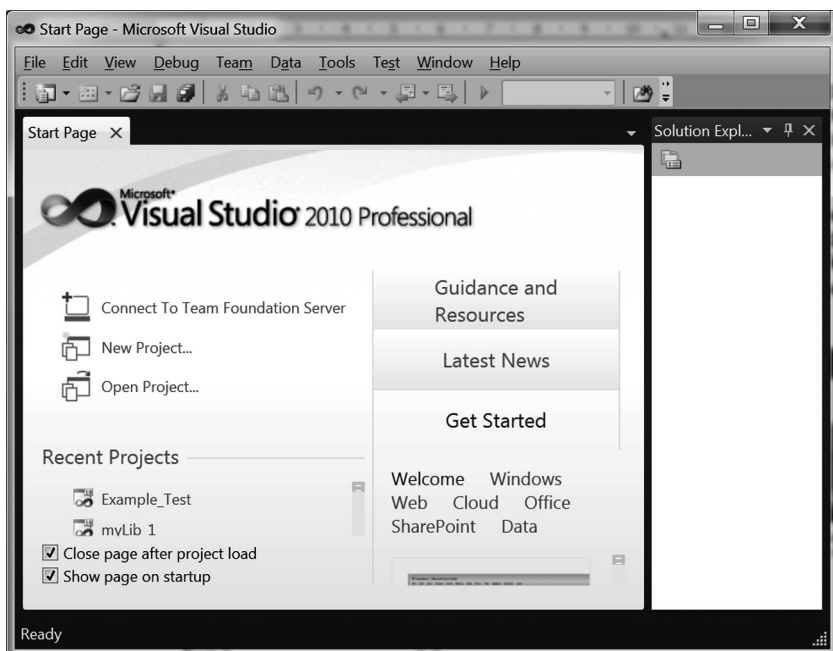 Start Page - Microsoft Visual Studio
File Edit View Debug Team Data Tools Test Window Help
Start Page
Solution Expl...
Microsoft®
Visual Studio® 2010 Professional
Connect To Team Foundation Server
New Project...
Open Project...
Recent Projects
Example_Test
myLib 1
Close page after project load
Show page on startup
Guidance and
Resources
Latest News
Get Started
Welcome Windows
Web Cloud Office
SharePoint Data
Ready